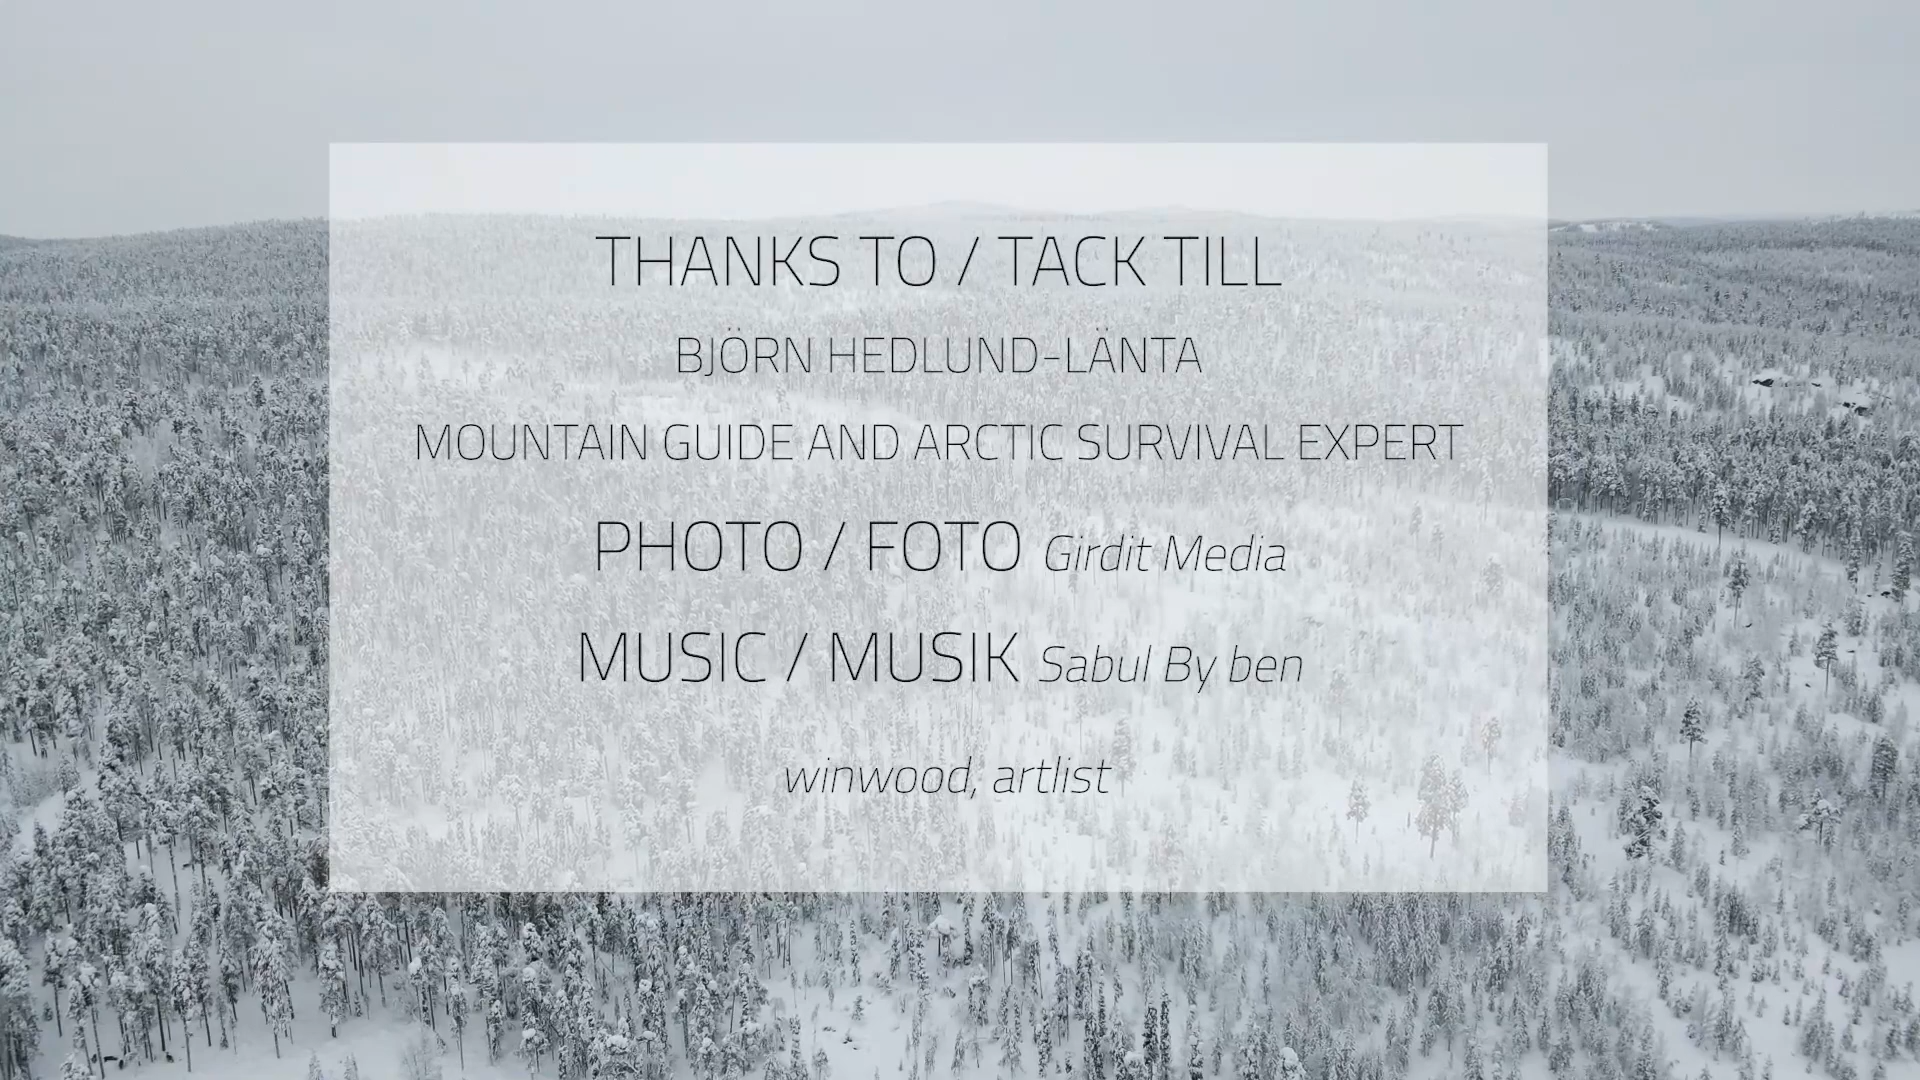 THANKS TO / TACK TILL
BJÖRN HEDLUND-LÄNTA
MOUNTAIN GUIDE AND ARCTIC SURVIVAL EXPERT
PHOTO / FOTO Girdit Media
MUSIC / MUSIK Sabul By ben
winwood, artlist